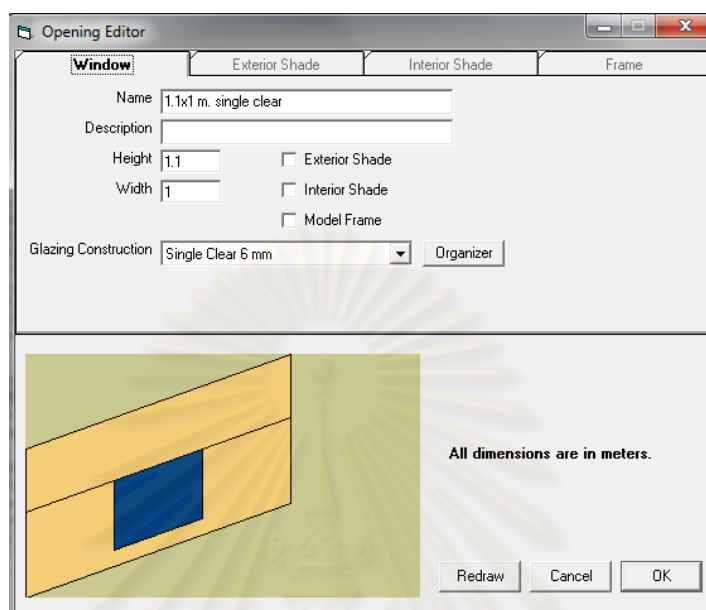 Opening Editor
Window Exterior Shade Interior Shade Frame
Name 1.1x1 m. single clear
Description
Height 1.1 Exterior Shade
Width 1 Interior Shade
Model Frame
Glazing Construction Single Clear 6 mm Organizer
All dimensions are in meters.
Redraw Cancel OK